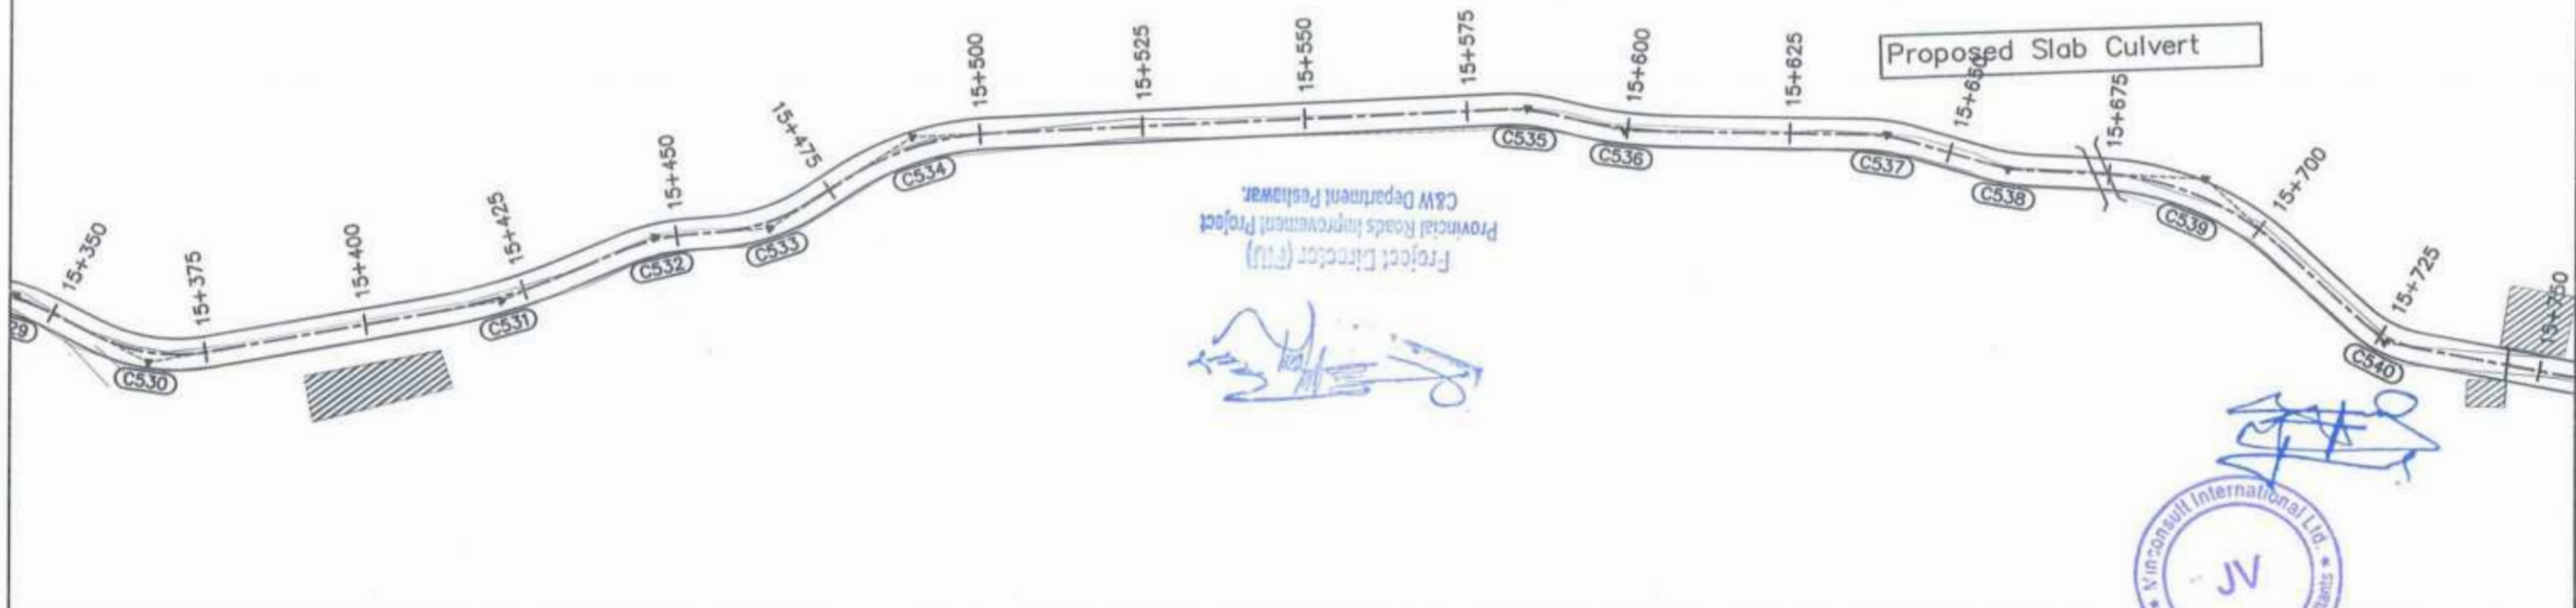 Proposed Slab Culvert
15+350
15+375
15+400
15+425
15+450
15+475
15+500
15+525
15+550
15+575
15+600
15+625
15+650
15+675
15+700
15+725
15+750
29
C530
C531
C532
C533
C534
C535
C536
C537
C538
C539
C540
Project Director (PIU)
Provincial Roads Improvement Project
C&W Department Peshawar.
International Ltd.
JV